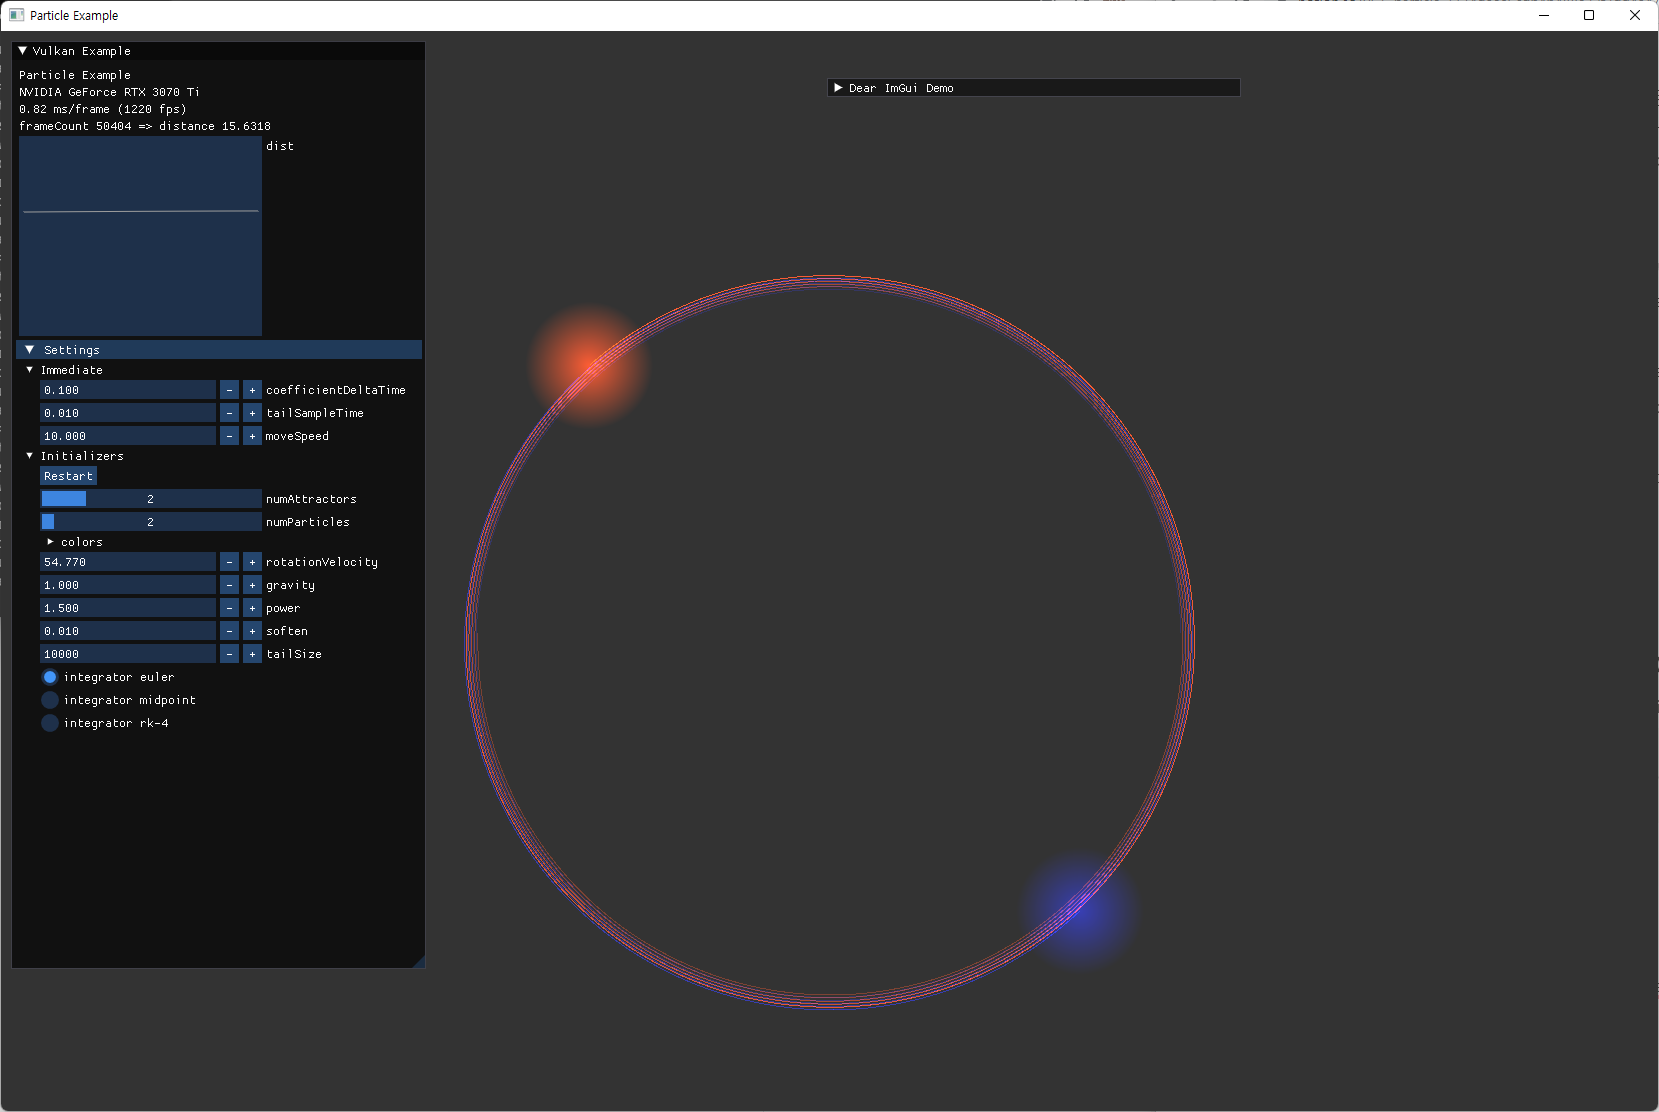 Particle Example
Vulkan Example
Particle Example
NVIDIA GeForce RTX 3070 Ti
0.82 ms/frame (1220 fps)
frameCount 50404 => distance 15.6318
dist
Dear ImGui Demo
Settings
Immediate
0.100 - + coefficientDeltaTime
0.010 - + tailSampleTime
10.000 - + moveSpeed
Initializers
Restart
2 numAttractors
2 numParticles
colors
54.770 - + rotationVelocity
1.000 - + gravity
1.500 - + power
0.010 - + soften
10000 - + tailSize
integrator euler
integrator midpoint
integrator rk-4